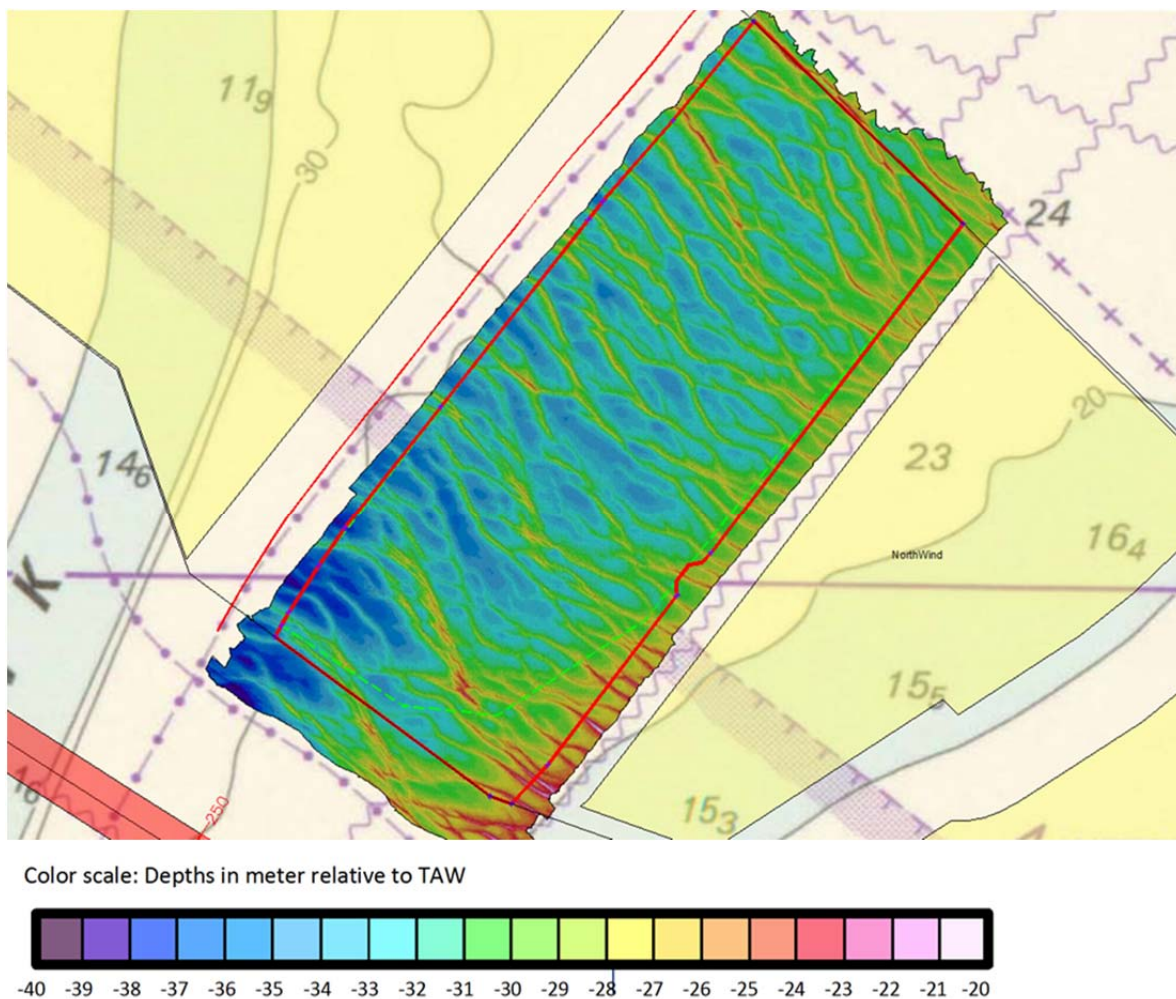 11₉
30
24
20
23
14₆
NorthWind
16₄
K
15₅
250
15₃
Color scale: Depths in meter relative to TAW
-40 -39 -38 -37 -36 -35 -34 -33 -32 -31 -30 -29 -28 -27 -26 -25 -24 -23 -22 -21 -20